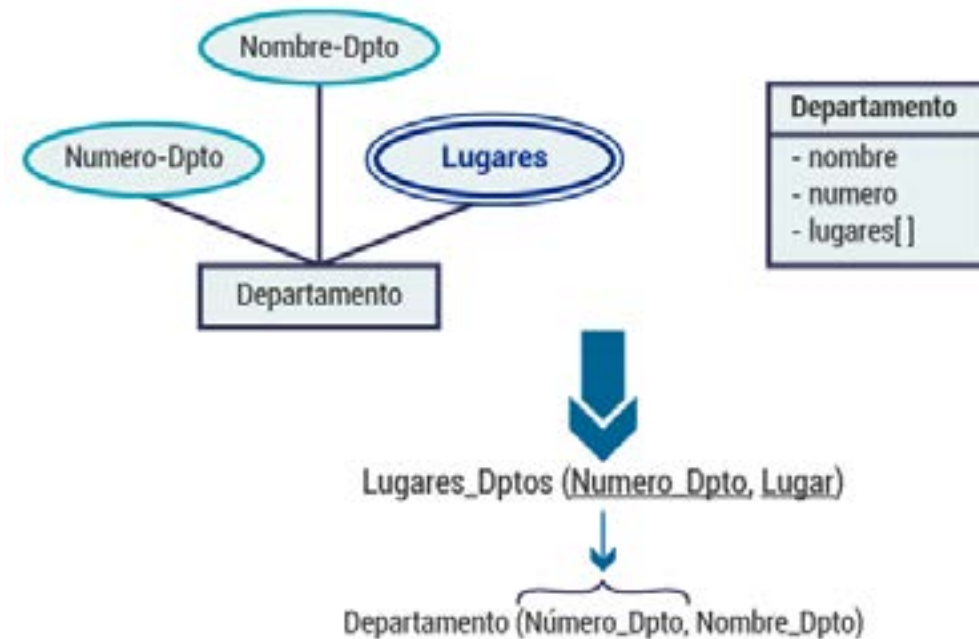 Nombre-Dpto
Numero-Dpto
Lugares
Departamento
Departamento
- nombre
- numero
- lugares[ ]
Lugares_Dptos (Numero_Dpto, Lugar)
Departamento (Número_Dpto, Nombre_Dpto)